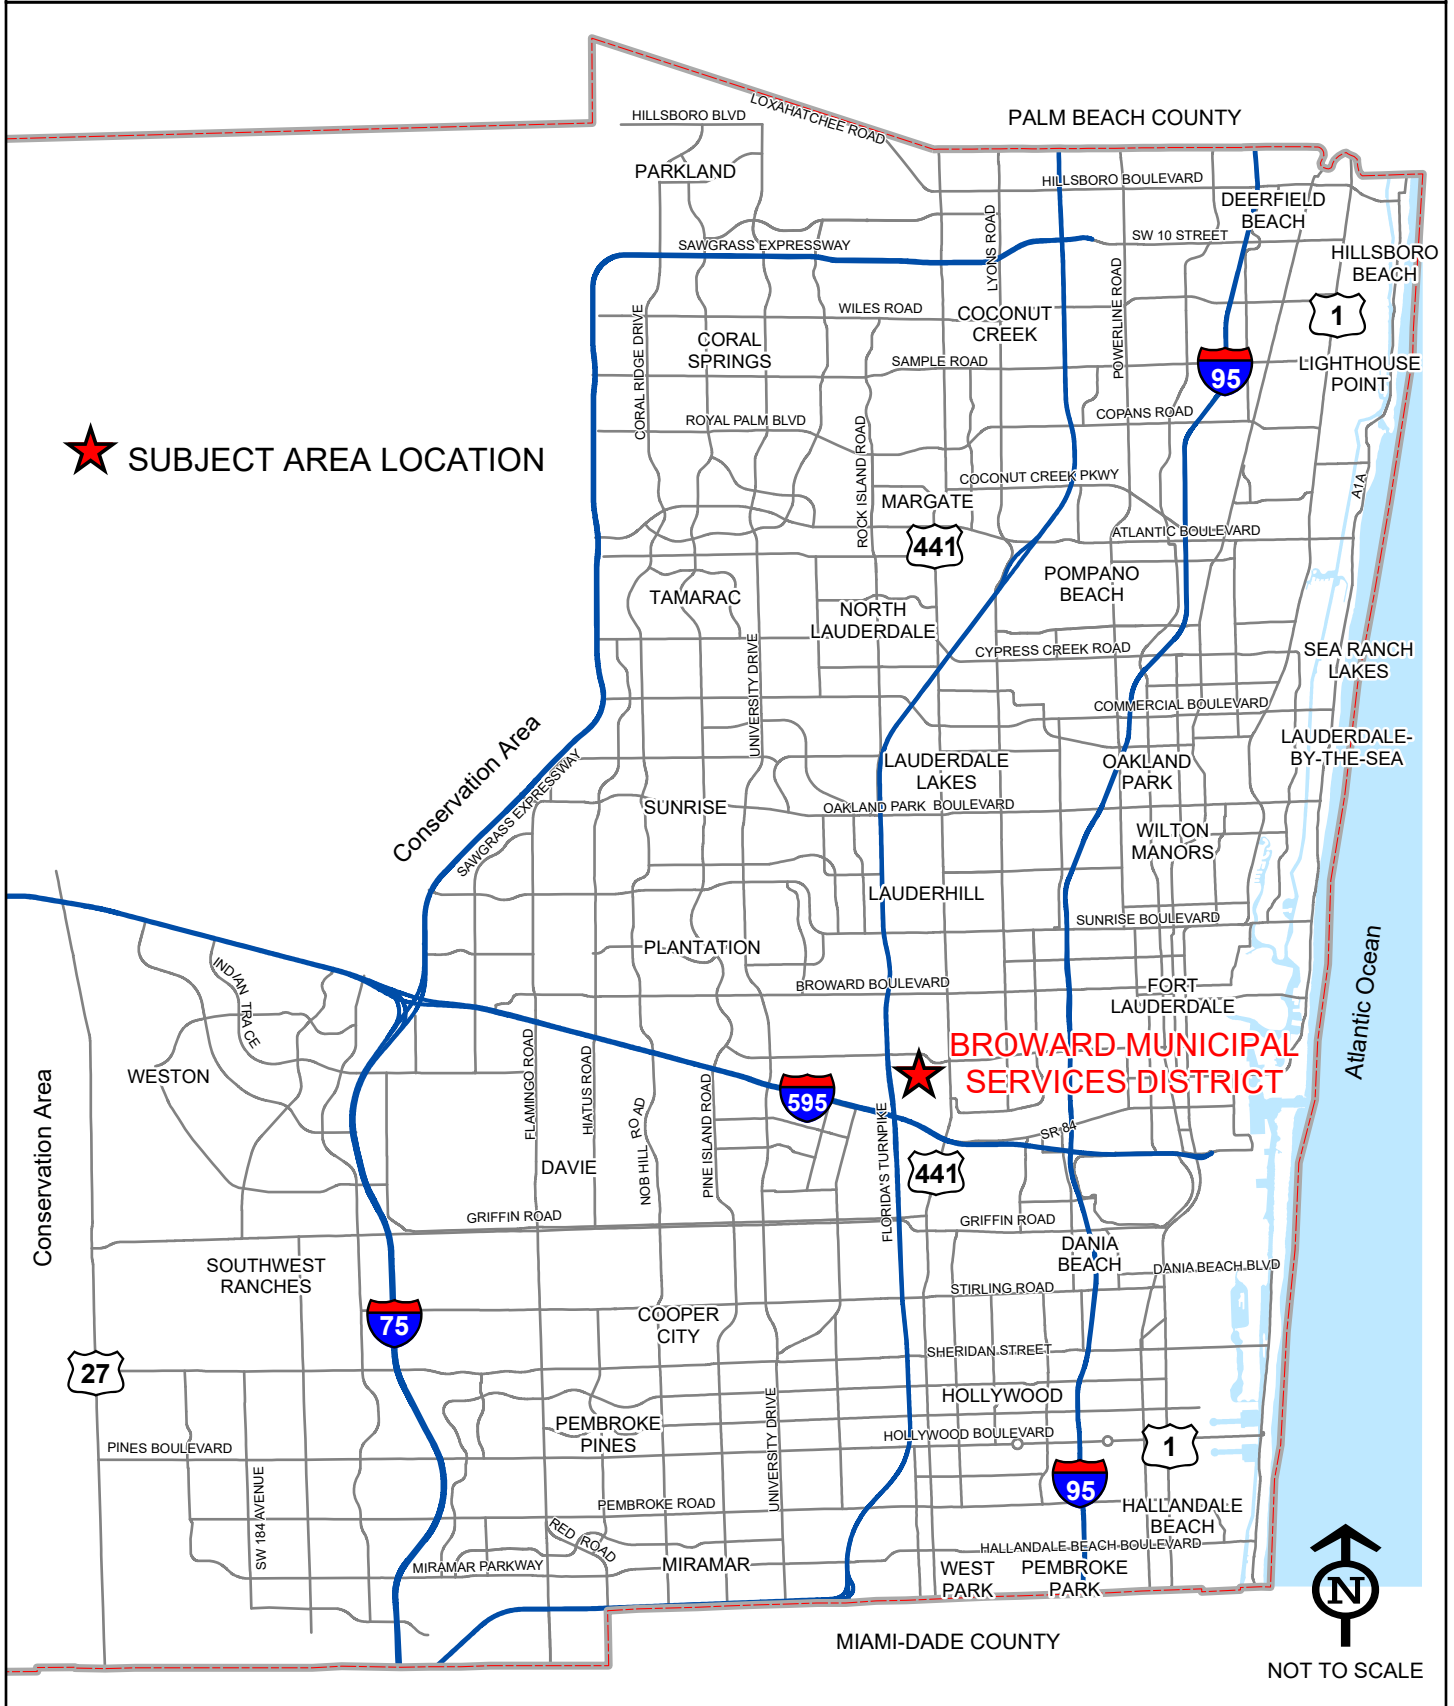 LOXAHATCHEE ROAD
HILLSBORO BLVD
PALM BEACH COUNTY
PARKLAND
HILLSBORO BOULEVARD
DEERFIELD
BEACH
LYONS ROAD
SW 10 STREET
SAWGRASS EXPRESSWAY
HILLSBORO
BEACH
POWERLINE ROAD
1
WILES ROAD
COCONUT
CREEK
CORAL RIDGE DRIVE
CORAL
SPRINGS
SAMPLE ROAD
95
LIGHTHOUSE
POINT
COPANS ROAD
ROYAL PALM BLVD
ROCK ISLAND ROAD
SUBJECT AREA LOCATION
COCONUT CREEK PKWY
A1A
MARGATE
441
ATLANTIC BOULEVARD
POMPANO
BEACH
TAMARAC
NORTH
LAUDERDALE
UNIVERSITY DRIVE
CYPRESS CREEK ROAD
SEA RANCH
LAKES
COMMERCIAL BOULEVARD
Conservation Area
SAWGRASS EXPRESSWAY
LAUDERDALE-
BY-THE-SEA
LAUDERDALE
LAKES
OAKLAND
PARK
SUNRISE
OAKLAND PARK BOULEVARD
WILTON
MANORS
LAUDERHILL
SUNRISE BOULEVARD
PLANTATION
Atlantic Ocean
INDIAN TRACE
BROWARD BOULEVARD
FORT
LAUDERDALE
BROWARD MUNICIPAL
SERVICES DISTRICT
Conservation Area
WESTON
FLAMINGO ROAD
HIATUS ROAD
NOB HILL ROAD
PINE ISLAND ROAD
595
FLORIDA'S TURNPIKE
SR 84
DAVIE
441
GRIFFIN ROAD
GRIFFIN ROAD
DANIA
BEACH
DANIA BEACH BLVD
SOUTHWEST
RANCHES
STIRLING ROAD
75
COOPER
CITY
SHERIDAN STREET
27
HOLLYWOOD
UNIVERSITY DRIVE
PEMBROKE
PINES
HOLLYWOOD BOULEVARD
1
PINES BOULEVARD
SW 184 AVENUE
95
PEMBROKE ROAD
HALLANDALE
BEACH
RED ROAD
HALLANDALE BEACH BOULEVARD
MIRAMAR PARKWAY
MIRAMAR
WEST
PARK
PEMBROKE
PARK
N
MIAMI-DADE COUNTY
NOT TO SCALE